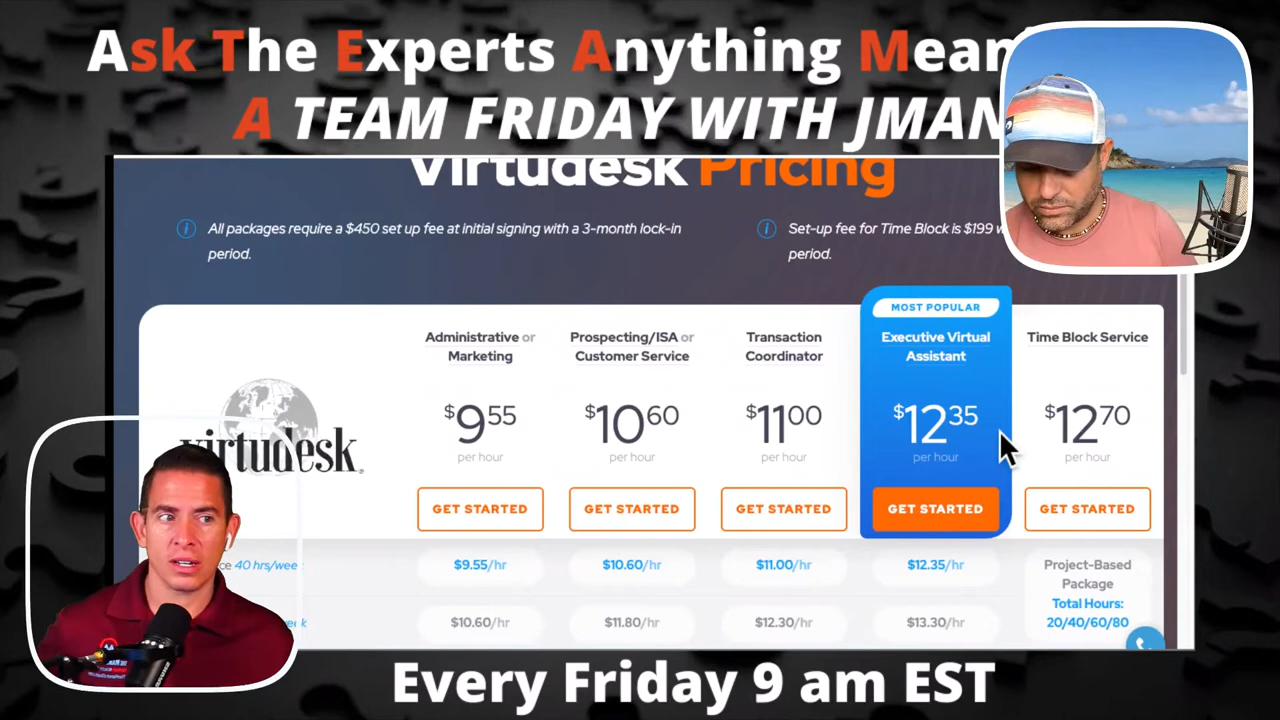 Ask The Experts Anything
A TEAM FRIDAY WITH JMAN
Virtudesk Pricing
All packages require a $450 set up fee at initial signing with a 3-month lock-in
period.
Set-up fee for Time Block is $199
period.
MOST POPULAR
Administrative or
Marketing
Prospecting/ISA or
Customer Service
Transaction
Coordinator
Executive Virtual
Assistant
Time Block Service
virtudesk
$9 55
$10 60
$11 00
$12 35
$12 70
per hour
per hour
per hour
per hour
per hour
GET STARTED
GET STARTED
GET STARTED
GET STARTED
GET STARTED
40 hrs/wee
$9.55/hr
$10.60/hr
$11.00/hr
$12.35/hr
Project-Based
Package
Total Hours:
20/40/60/80
$10.60/hr
$11.80/hr
$12.30/hr
$13.30/hr
Every Friday 9 am EST